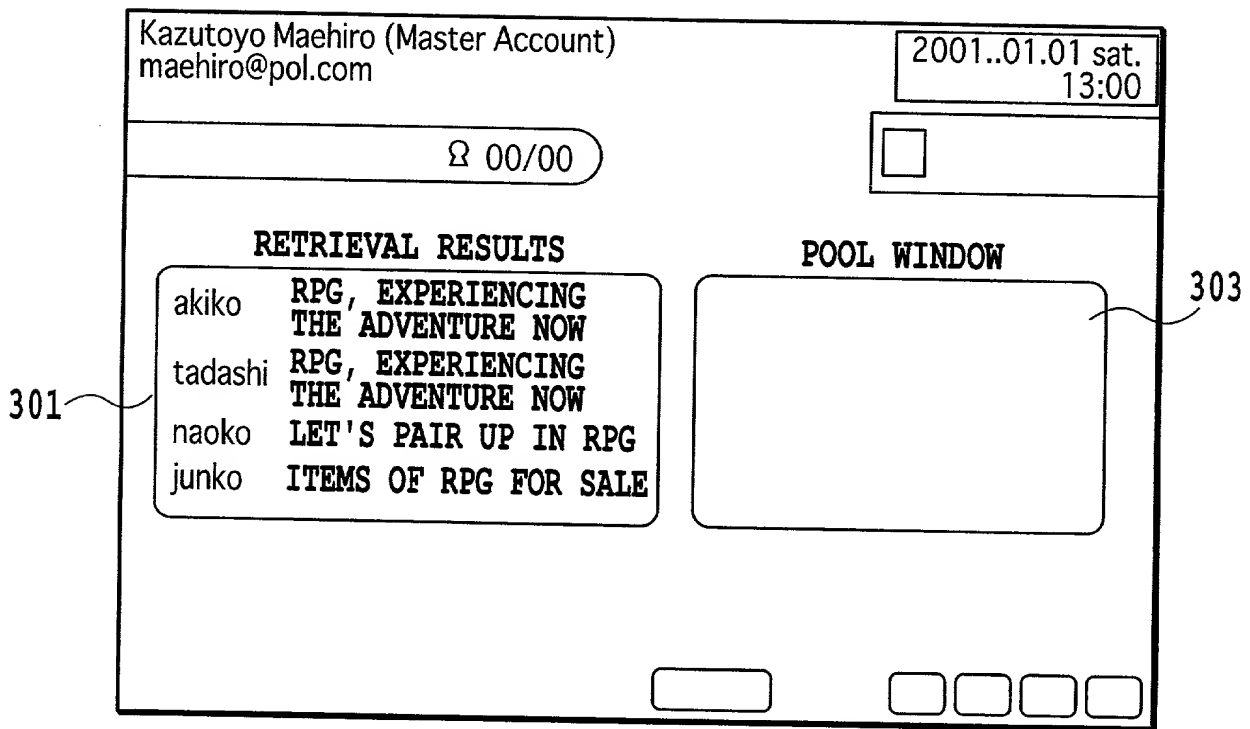 Kazutoyo Maehiro (Master Account)
maehiro@pol.com
2001..01.01 sat.
13:00
00/00
RETRIEVAL RESULTS
akiko RPG, EXPERIENCING
THE ADVENTURE NOW
tadashi RPG, EXPERIENCING
THE ADVENTURE NOW
naoko LET'S PAIR UP IN RPG
junko ITEMS OF RPG FOR SALE
POOL WINDOW
301
303